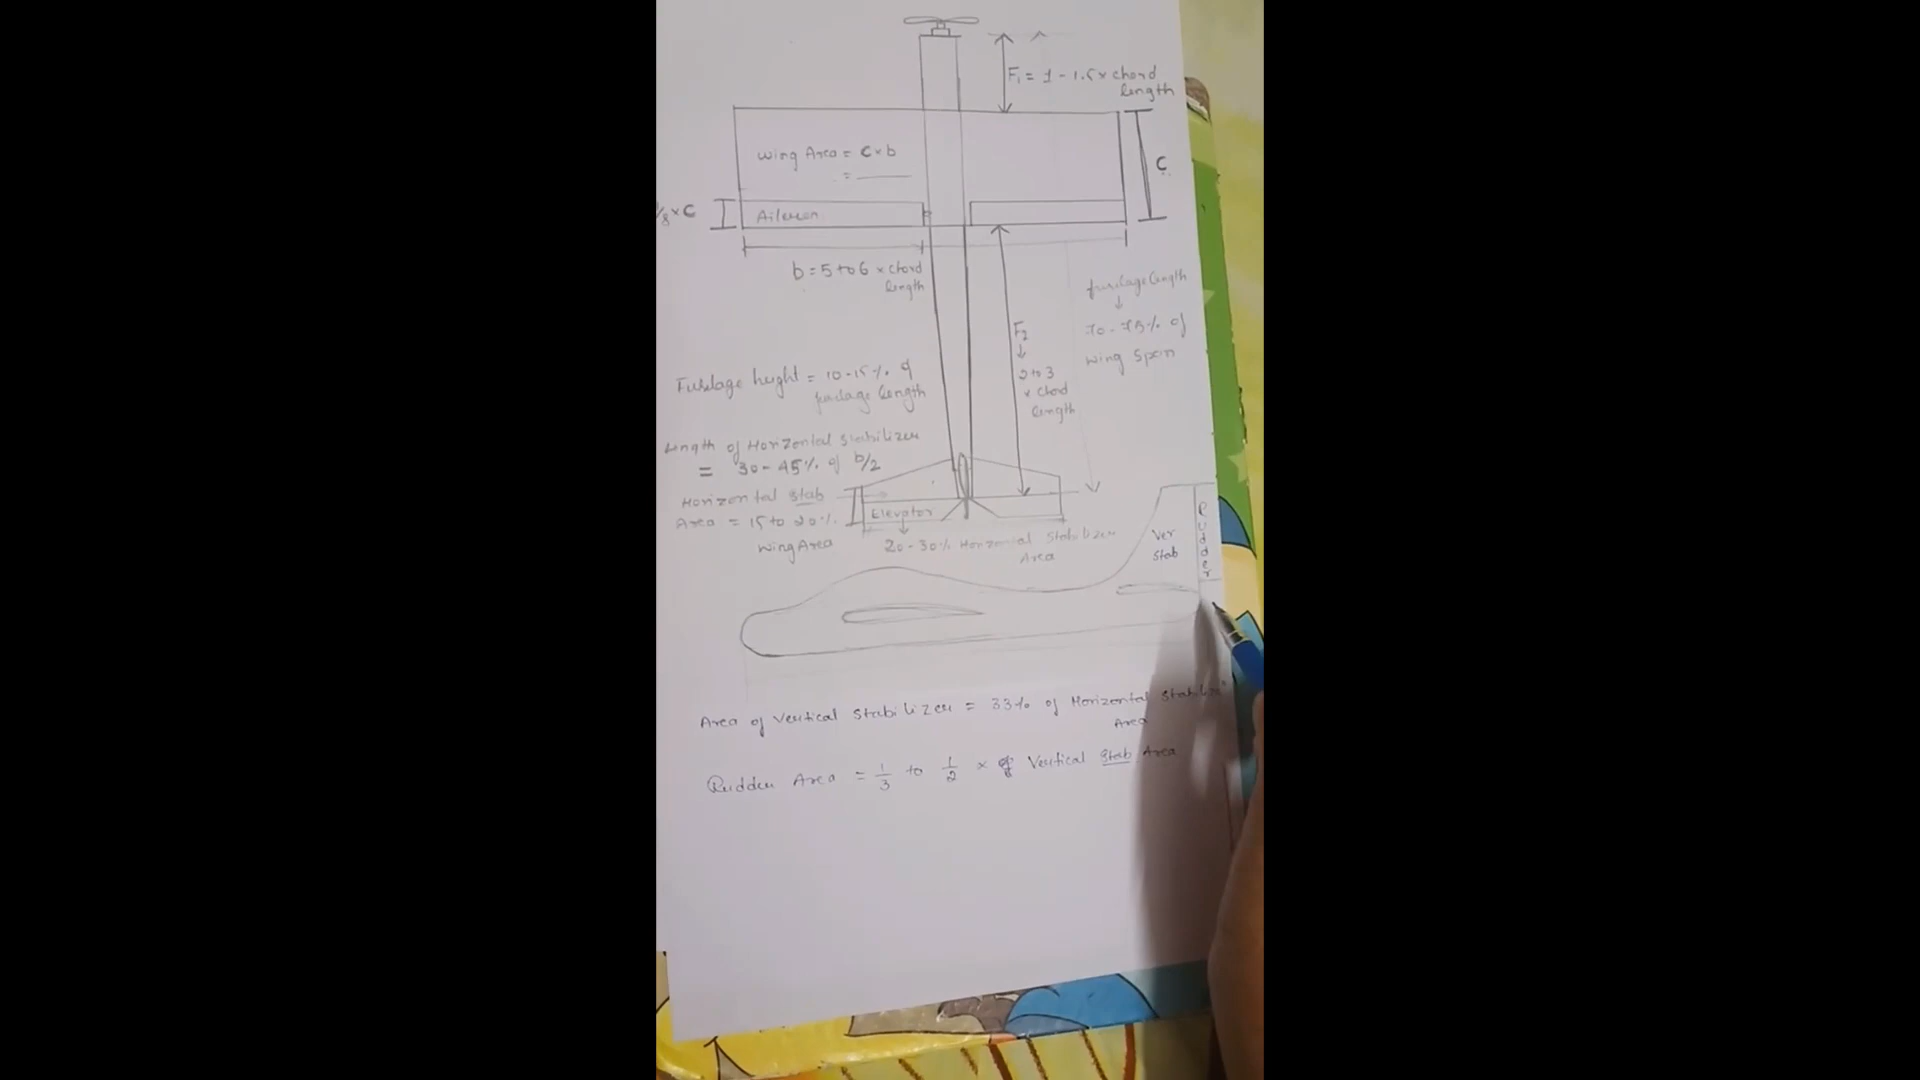 F₁ = 1 - 1.5 x chord
length
Wing Area = C x b
= ____
C
/8 x C
Aileron
b = 5 to 6 x chord
length
fuselage length
↓
70 - 75% of
wing span
F₂
↓
2 to 3
x chord
length
Fuselage height = 10-15% of
fuselage length
Length of Horizontal Stabilizer
= 30 - 45% of b/2
Horizontal Stab
Area = 15 to 20%
Wing Area
Elevator
20 - 30% Horizontal Stabilizer
Area
Ver
Stab
Rudder
Area of Vertical Stabilizer = 33% of Horizontal Stabilizer
Area
Rudder Area = 1/3 to 1/2 x of Vertical Stab Area